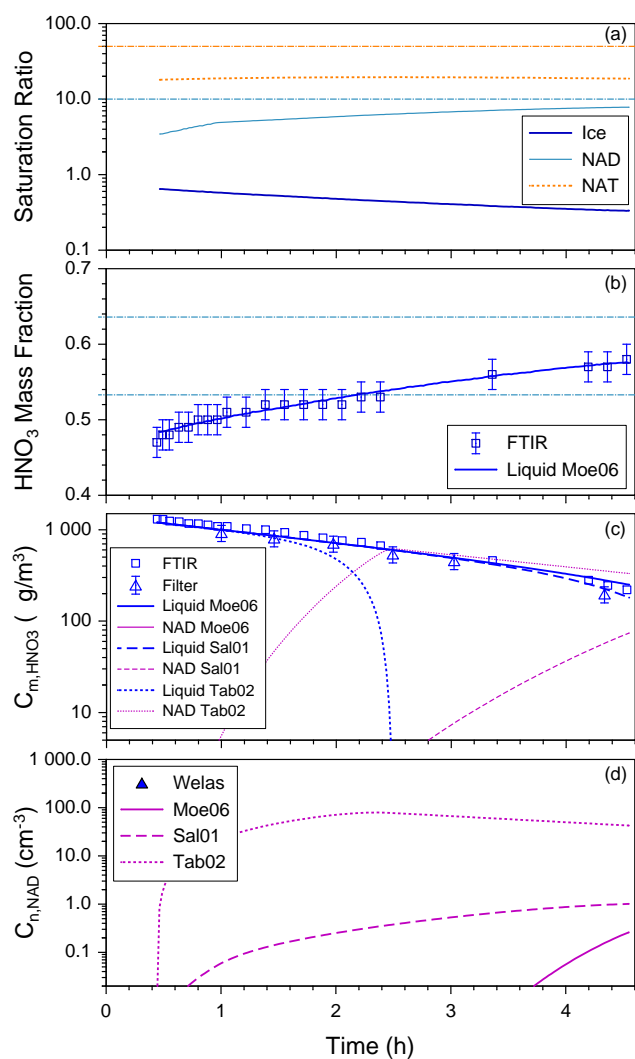 100.0
10.0
1.0
0.1
Saturation Ratio
(a)
Ice
NAD
NAT
0.7
0.6
0.5
0.4
HNO3 Mass Fraction
(b)
FTIR
Liquid Moe06
1 000
100
10
Cm,HNO3 ( g/m3)
(c)
FTIR
Filter
Liquid Moe06
NAD Moe06
Liquid Sal01
NAD Sal01
Liquid Tab02
NAD Tab02
1 000.0
100.0
10.0
1.0
0.1
Cn,NAD (cm-3)
(d)
Welas
Moe06
Sal01
Tab02
0 1 2 3 4
Time (h)